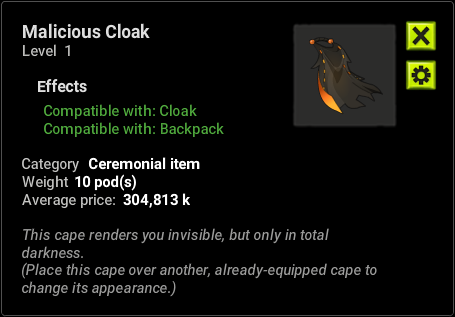 Malicious Cloak
Level 1
Effects
Compatible with: Cloak
Compatible with: Backpack
Category Ceremonial item
Weight 10 pod(s)
Average price: 304,813 k
This cape renders you invisible, but only in total
darkness.
(Place this cape over another, already-equipped cape to
change its appearance.)